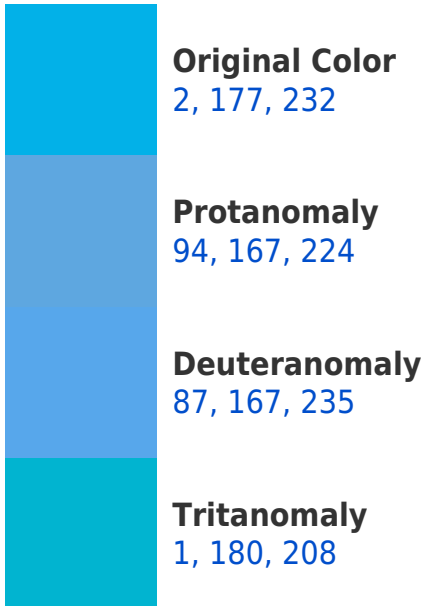 Original Color
2, 177, 232
Protanomaly
94, 167, 224
Deuteranomaly
87, 167, 235
Tritanomaly
1, 180, 208